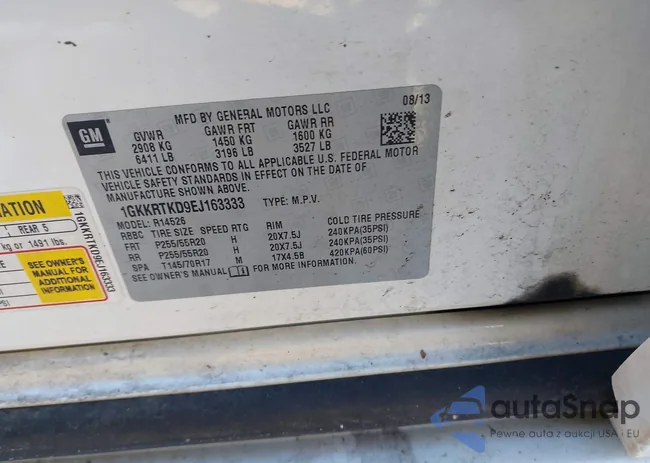 MFD BY GENERAL MOTORS LLC
08/13
GM
GVWR GAWR FRT GAWR RR
2908 KG 1450 KG 1600 KG
6411 LB 3196 LB 3527 LB
THIS VEHICLE CONFORMS TO ALL APPLICABLE U.S. FEDERAL MOTOR
VEHICLE SAFETY STANDARDS IN EFFECT ON THE DATE OF
MANUFACTURE SHOWN ABOVE.
1GKKRTKD9EJ163333 TYPE: M.P.V.
MODEL: R14526
RBBC TIRE SIZE SPEED RTG RIM COLD TIRE PRESSURE
FRT P255/55R20 H 20X7.5J 240KPA(35PSI)
RR P255/55R20 H 20X7.5J 240KPA(35PSI)
SPA T145/70R17 M 17X4.5B 420KPA(60PSI)
SEE OWNER'S MANUAL FOR MORE INFORMATION.
REAR 5
kg or 1491 lbs.
SEE OWNER'S
MANUAL FOR
ADDITIONAL
INFORMATION
1GKKRTKD9EJ163333
autoSnap
Pewne auta z aukcji USA i EU